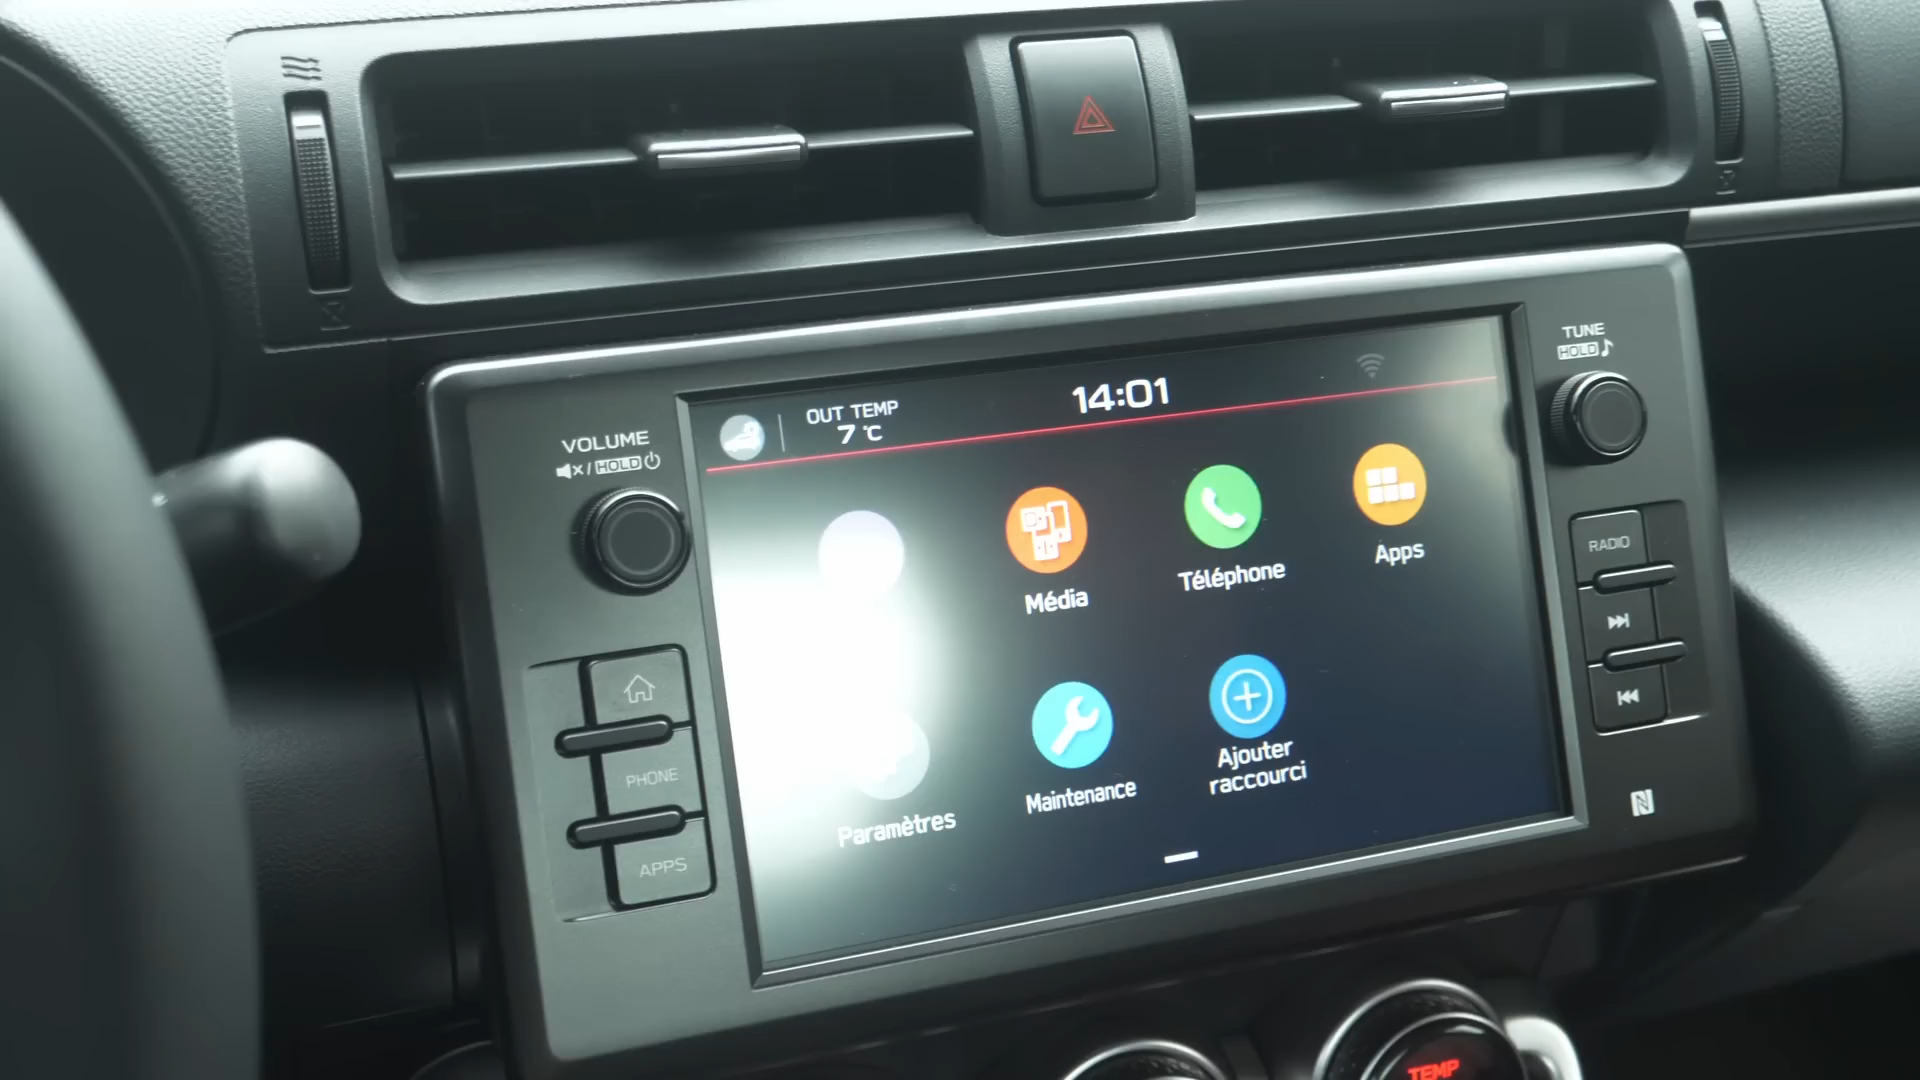 TUNE
HOLD
OUT TEMP
7 °C
14:01
VOLUME
/ HOLD
Média
Téléphone
Apps
RADIO
Paramètres
Maintenance
Ajouter
raccourci
PHONE
APPS
TEMP